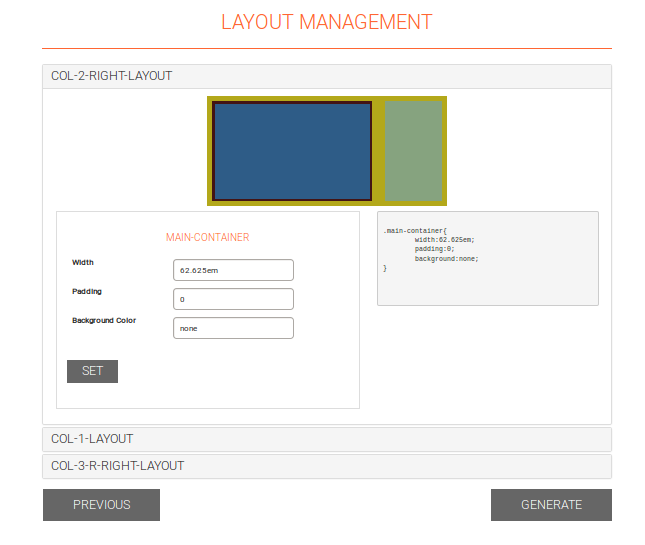 LAYOUT MANAGEMENT
COL-2-RIGHT-LAYOUT
MAIN-CONTAINER
Width
62.625em
Padding
0
Background Color
none
SET
.main-container{
width:62.625em;
padding:0;
background:none;
}
COL-1-LAYOUT
COL-3-R-RIGHT-LAYOUT
PREVIOUS
GENERATE